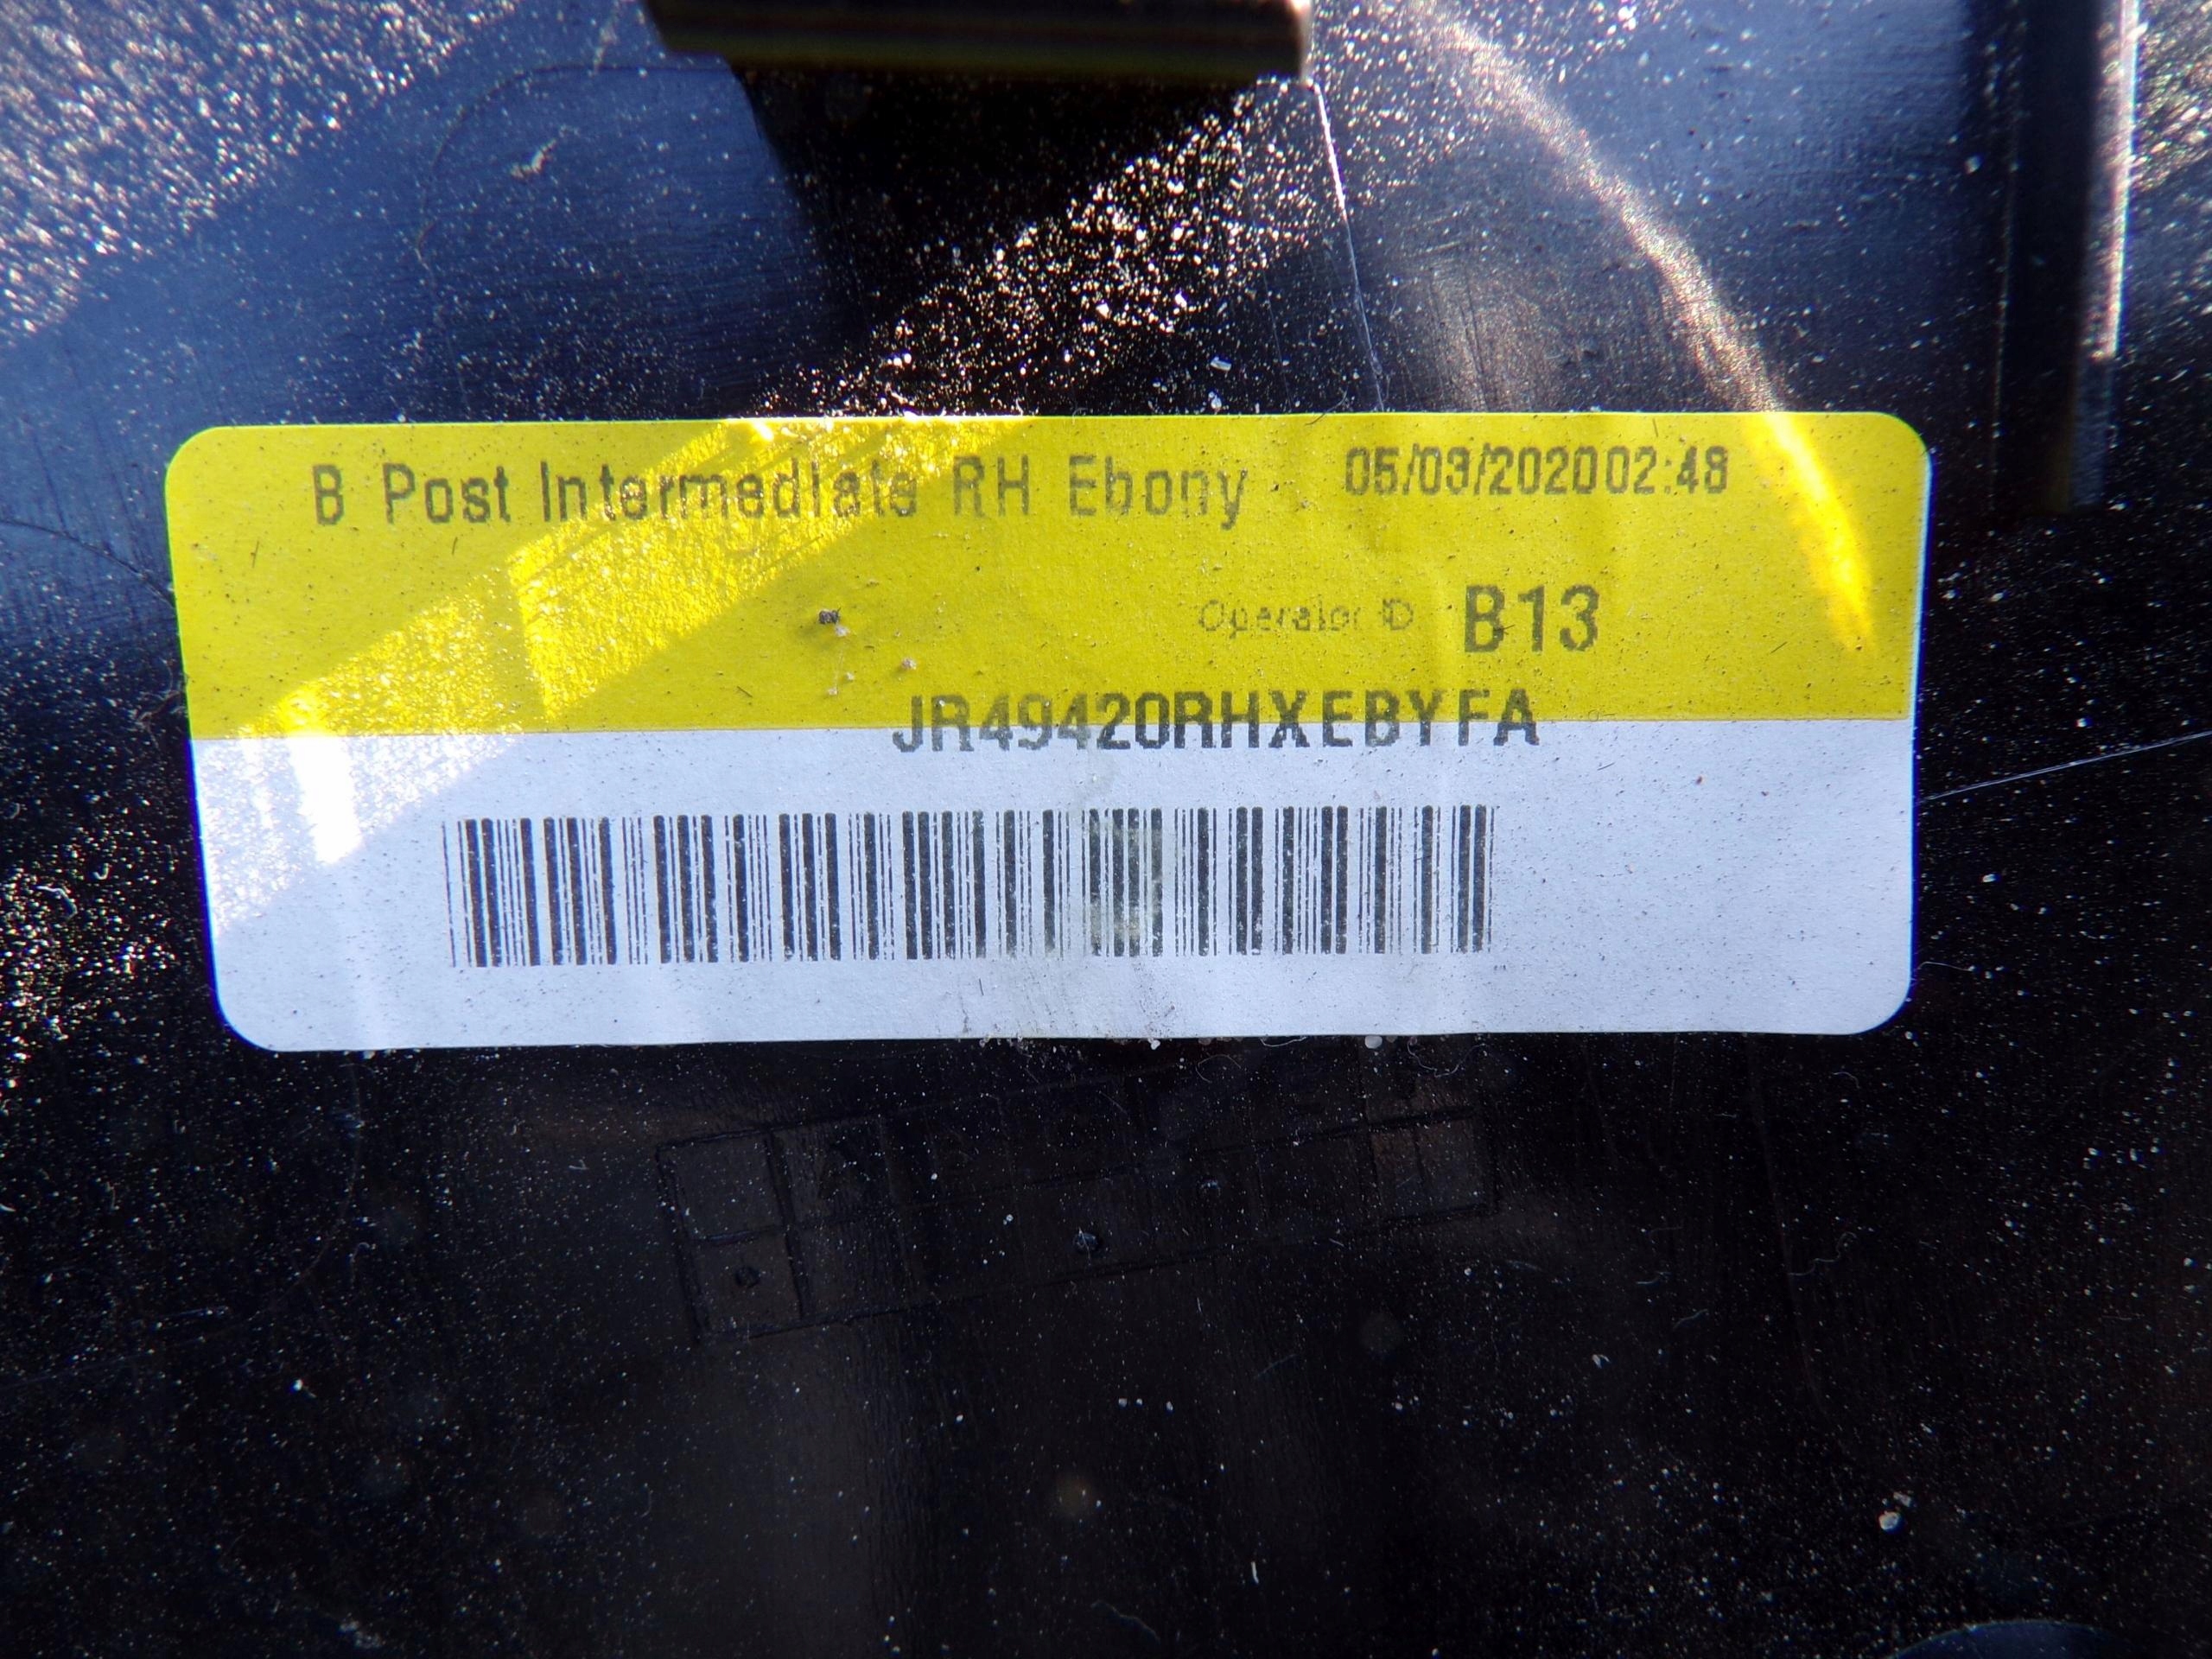 B Post Intermediate RH Ebony 05/03/202002:48
Operator ID B13
JR49420RHXEBYFA